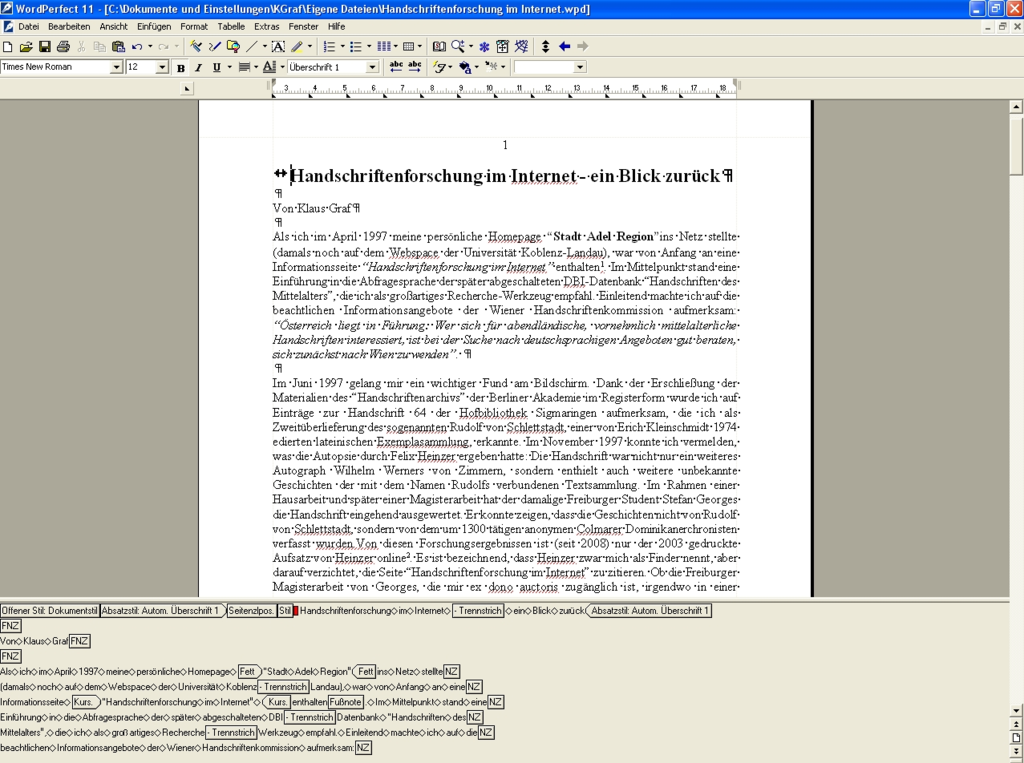 WordPerfect 11 - [C:\Dokumente und Einstellungen\KGraf\Eigene Dateien\Handschriftenforschung im Internet.wpd]
Datei Bearbeiten Ansicht Einfügen Format Tabelle Extras Fenster Hilfe
Times New Roman 12 B I U A Überschrift 1 abc abc
3 4 5 6 7 8 9 10 11 12 13 14 15 16 17 18
1
Handschriftenforschung·im·Internet·-·ein·Blick·zurück¶
¶
Von·Klaus·Graf¶
¶
Als·ich·im·April·1997·meine·persönliche·Homepage·“Stadt·Adel·Region”ins·Netz·stellte·
(damals·noch·auf·dem·Webspace·der·Universität·Koblenz-Landau),·war·von·Anfang·an·eine·
Informationsseite·“Handschriftenforschung·im·Internet”·enthalten¹.·Im·Mittelpunkt·stand·eine·
Einführung·in·die·Abfragesprache·der·später·abgeschalteten·DBI-Datenbank·“Handschriften·des·
Mittelalters”,·die·ich·als·großartiges·Recherche-Werkzeug·empfahl.·Einleitend·machte·ich·auf·die·
beachtlichen·Informationsangebote·der·Wiener·Handschriftenkommission·aufmerksam:·
“Österreich·liegt·in·Führung:·Wer·sich·für·abendländische,·vornehmlich·mittelalterliche·
Handschriften·interessiert,·ist·bei·der·Suche·nach·deutschsprachigen·Angeboten·gut·beraten,·
sich·zunächst·nach·Wien·zu·wenden”.·¶
¶
Im·Juni·1997·gelang·mir·ein·wichtiger·Fund·am·Bildschirm.·Dank·der·Erschließung·der·
Materialien·des·“Handschriftenarchivs”·der·Berliner·Akademie·im·Registerform·wurde·ich·auf·
Einträge·zur·Handschrift·64·der·Hofbibliothek·Sigmaringen·aufmerksam,·die·ich·als·
Zweitüberlieferung·des·sogenannten·Rudolf·von·Schlettstadt,·einer·von·Erich·Kleinschmidt·1974·
edierten·lateinischen·Exemplasammlung,·erkannte.·Im·November·1997·konnte·ich·vermelden,·
was·die·Autopsie·durch·Felix·Heinzer·ergeben·hatte:·Die·Handschrift·war·nicht·nur·ein·weiteres·
Autograph·Wilhelm·Werners·von·Zimmern,·sondern·enthielt·auch·weitere·unbekannte·
Geschichten·der·mit·dem·Namen·Rudolfs·verbundenen·Textsammlung.·Im·Rahmen·einer·
Hausarbeit·und·später·einer·Magisterarbeit·hat·der·damalige·Freiburger·Student·Stefan·Georges·
die·Handschrift·eingehend·ausgewertet.·Er·konnte·zeigen,·dass·die·Geschichten·nicht·von·Rudolf·
von·Schlettstadt,·sondern·von·dem·um·1300·tätigen·anonymen·Colmarer·Dominikanerchronisten·
verfasst·wurden.Von·diesen·Forschungsergebnissen·ist·(seit·2008)·nur·der·2003·gedruckte·
Aufsatz·von·Heinzer·online².·Es·ist·bezeichnend,·dass·Heinzer·zwar·mich·als·Finder·nennt,·aber·
darauf·verzichtet,·die·Seite·“Handschriftenforschung·im·Internet”·zu·zitieren.·Ob·die·Freiburger·
Magisterarbeit·von·Georges,·die·mir·ex·dono·auctoris·zugänglich·ist,·irgendwo·in·einer·
Offener Stil: Dokumentstil Absatzstil: Autom. Überschrift 1 Seitenzlpos. Stil Handschriftenforschung◇im◇Internet◇ - Trennstrich ◇ein◇Blick◇zurück Absatzstil: Autom. Überschrift 1
FNZ
Von◇Klaus◇Graf FNZ
FNZ
Als◇ich◇im◇April◇1997◇meine◇persönliche◇Homepage◇ Fett "Stadt◇Adel◇Region" Fett ins◇Netz◇stellte NZ
(damals◇noch◇auf◇dem◇Webspace◇der◇Universität◇Koblenz - Trennstrich Landau),◇war◇von◇Anfang◇an◇eine NZ
Informationsseite◇ Kurs. "Handschriftenforschung◇im◇Internet"◇ Kurs. enthalten Fußnote .◇Im◇Mittelpunkt◇stand◇eine NZ
Einführung◇in◇die◇Abfragesprache◇der◇später◇abgeschalteten◇DBI - Trennstrich Datenbank◇"Handschriften◇des NZ
Mittelalters",◇die◇ich◇als◇großartiges◇Recherche - Trennstrich Werkzeug◇empfahl.◇Einleitend◇machte◇ich◇auf◇die NZ
beachtlichen◇Informationsangebote◇der◇Wiener◇Handschriftenkommission◇aufmerksam: NZ